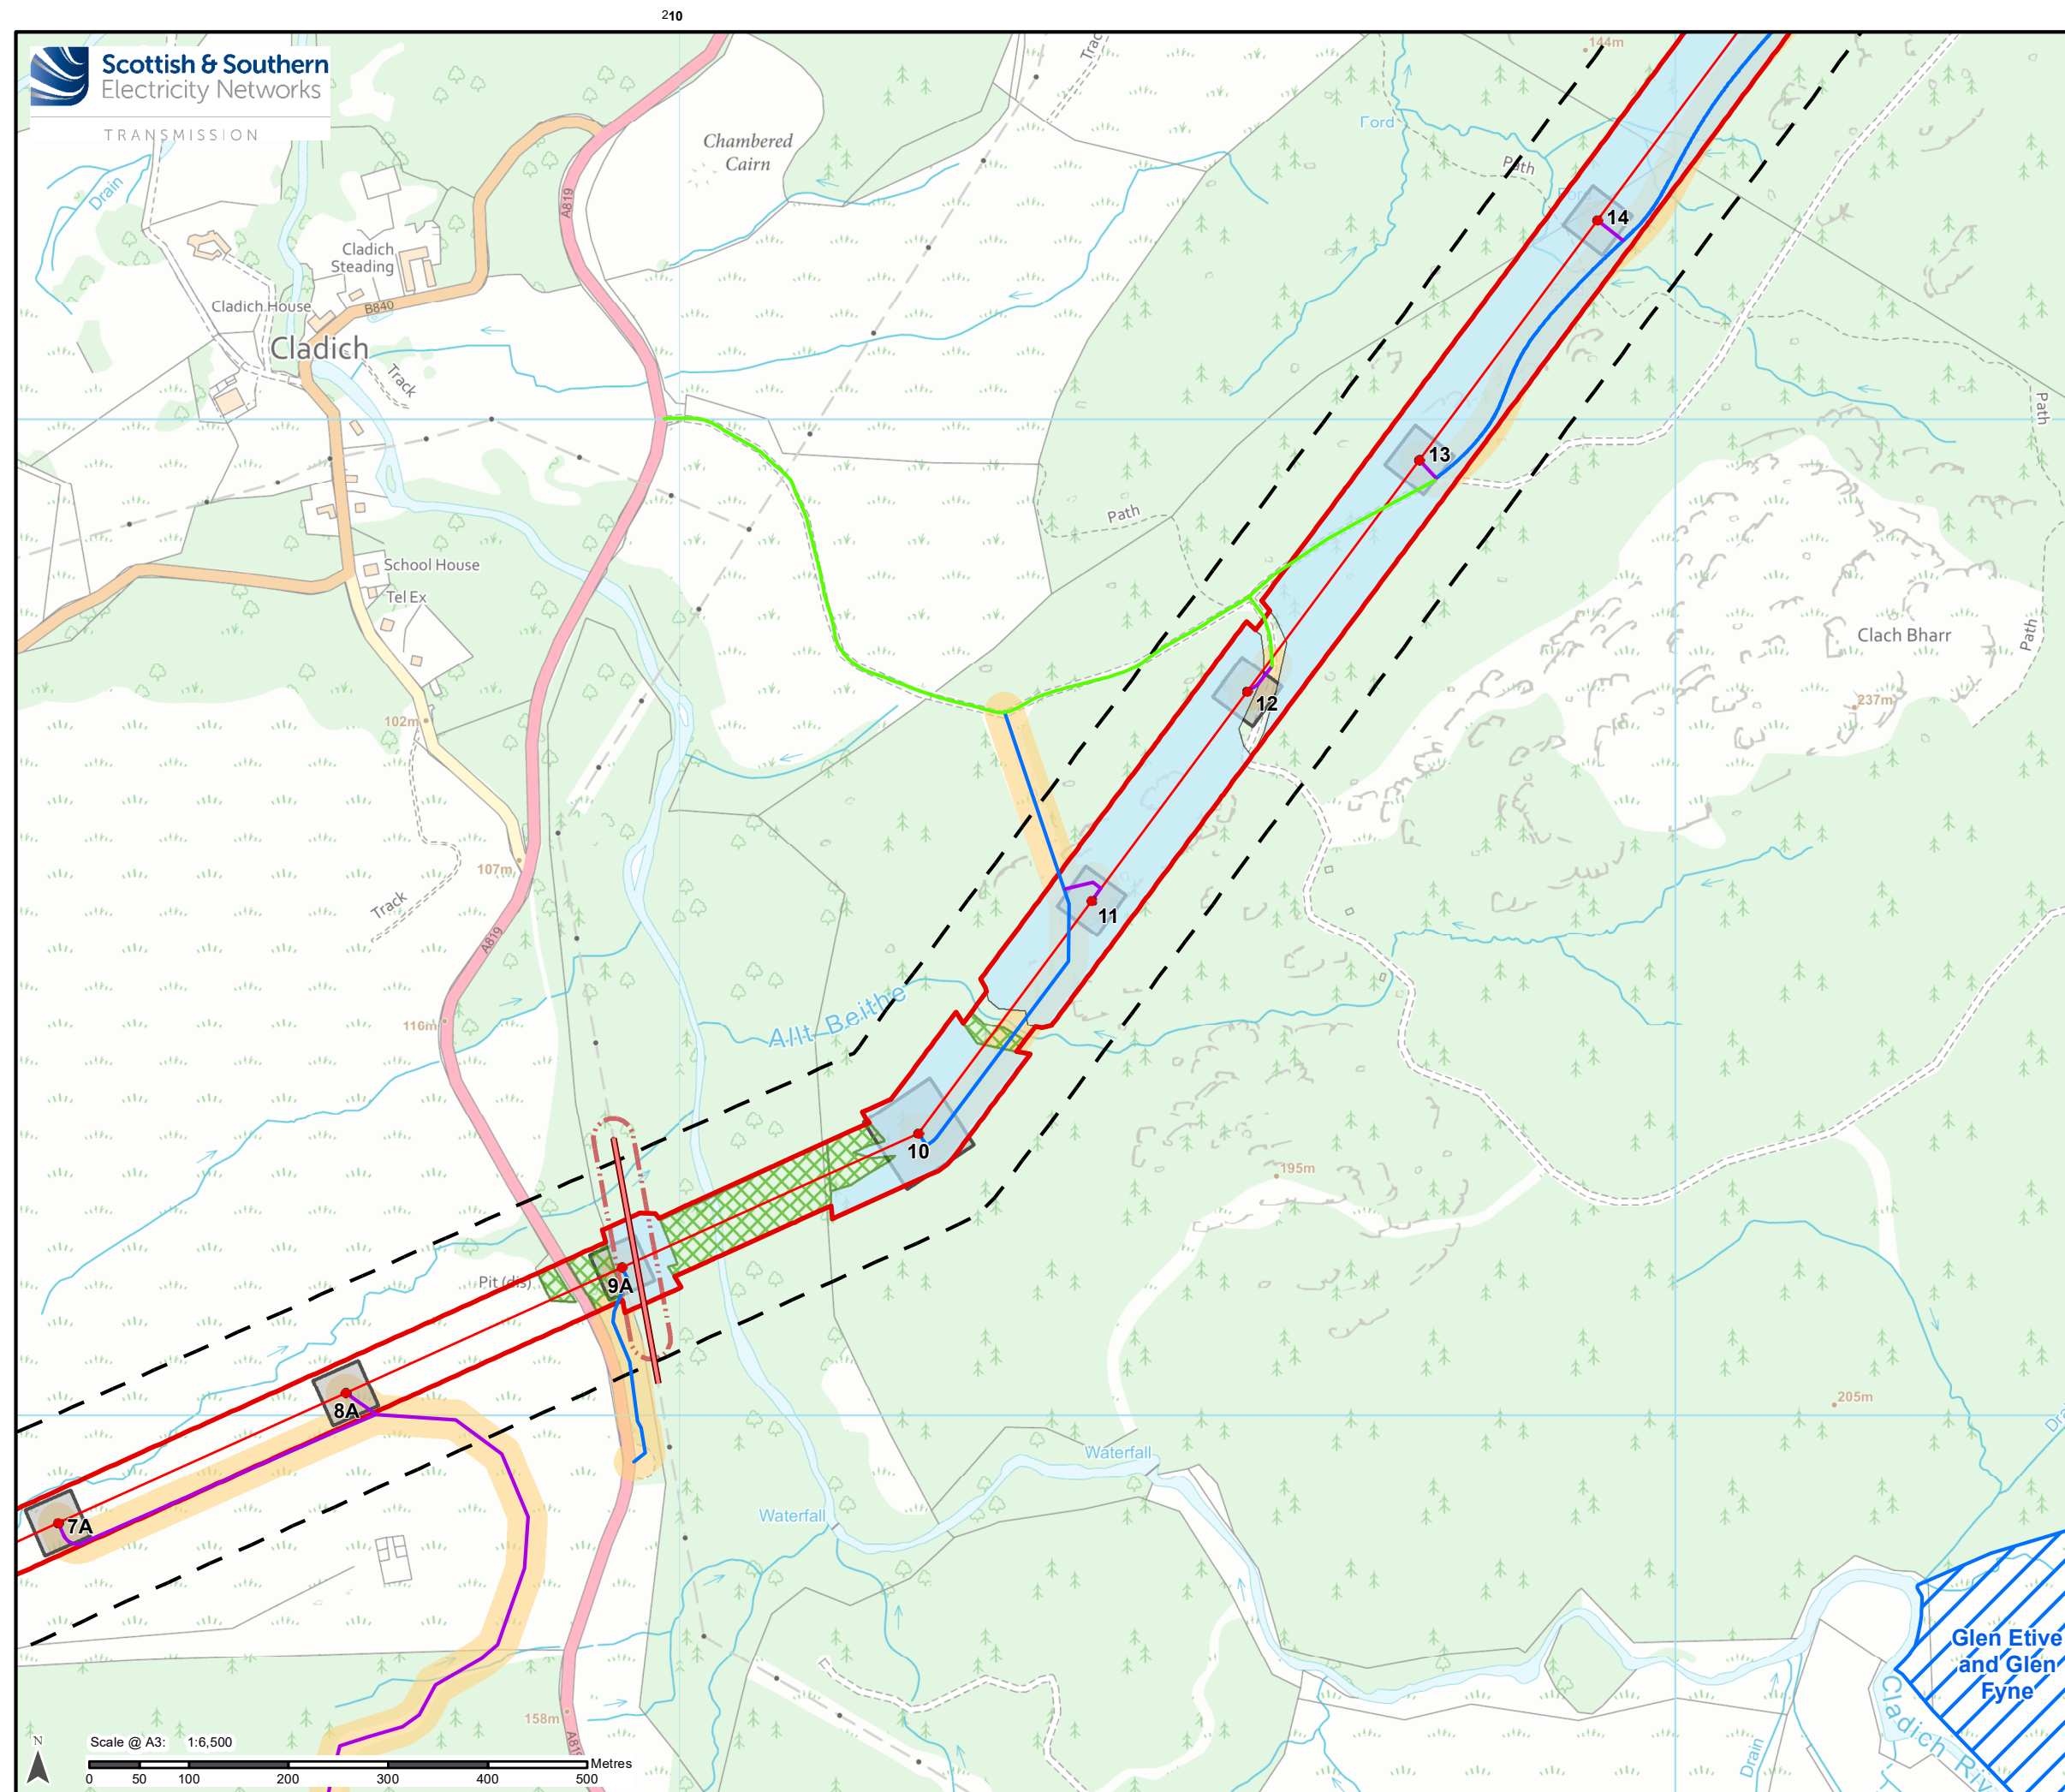 ²10
Scottish & Southern
Electricity Networks
TRANSMISSION
Drain
Chambered
Cairn
A819
Track
144m
Ford
Path
14
Cladich
Steading
Cladich House
B840
Cladich
Track
Path
13
Path
School House
Tel Ex
Clach Bharr
Path
102m
12
237m
107m
Track
11
A819
116m
Allt Beithe
10
195m
Pit (dis)
9A
8A
205m
Drain
Waterfall
Waterfall
7A
Glen Etive
and Glen
Fyne
Cladich Riv
158m
A819
Drain
N
Scale @ A3: 1:6,500
Metres
0 50 100 200 300 400 500